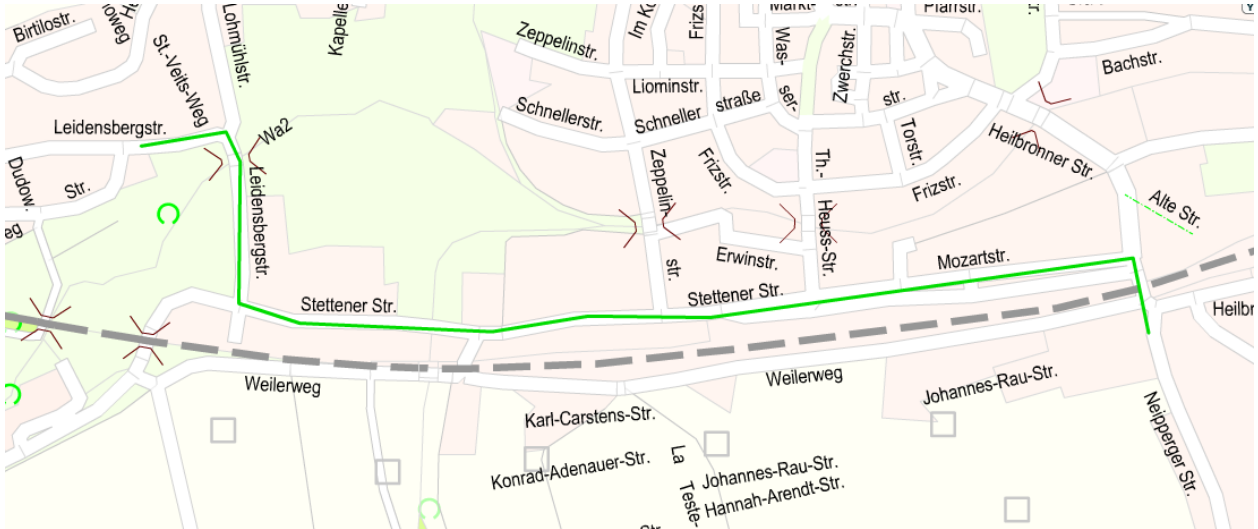 Birtilostr.
Lohmühlstr.
St.-Veits-Weg
Zeppelinstr.
Markt-
str.
Pfarrstr.
Was-
ser-
Zwerchstr.
Bachstr.
Liominstr.
Schnellerstr.
Schneller
straße
str.
Torstr.
Leidensbergstr.
Wa2
Heilbronner Str.
Dudow.
Str.
Leidensbergstr.
Zeppelin-
str.
Frizstr.
Th.-
Heuss-Str.
Frizstr.
Alte Str.
Erwinstr.
Mozartstr.
Stettener Str.
Stettener Str.
Weilerweg
Weilerweg
Johannes-Rau-Str.
Karl-Carstens-Str.
Neipperger Str.
Konrad-Adenauer-Str.
La
Teste-
Johannes-Rau-Str.
Hannah-Arendt-Str.